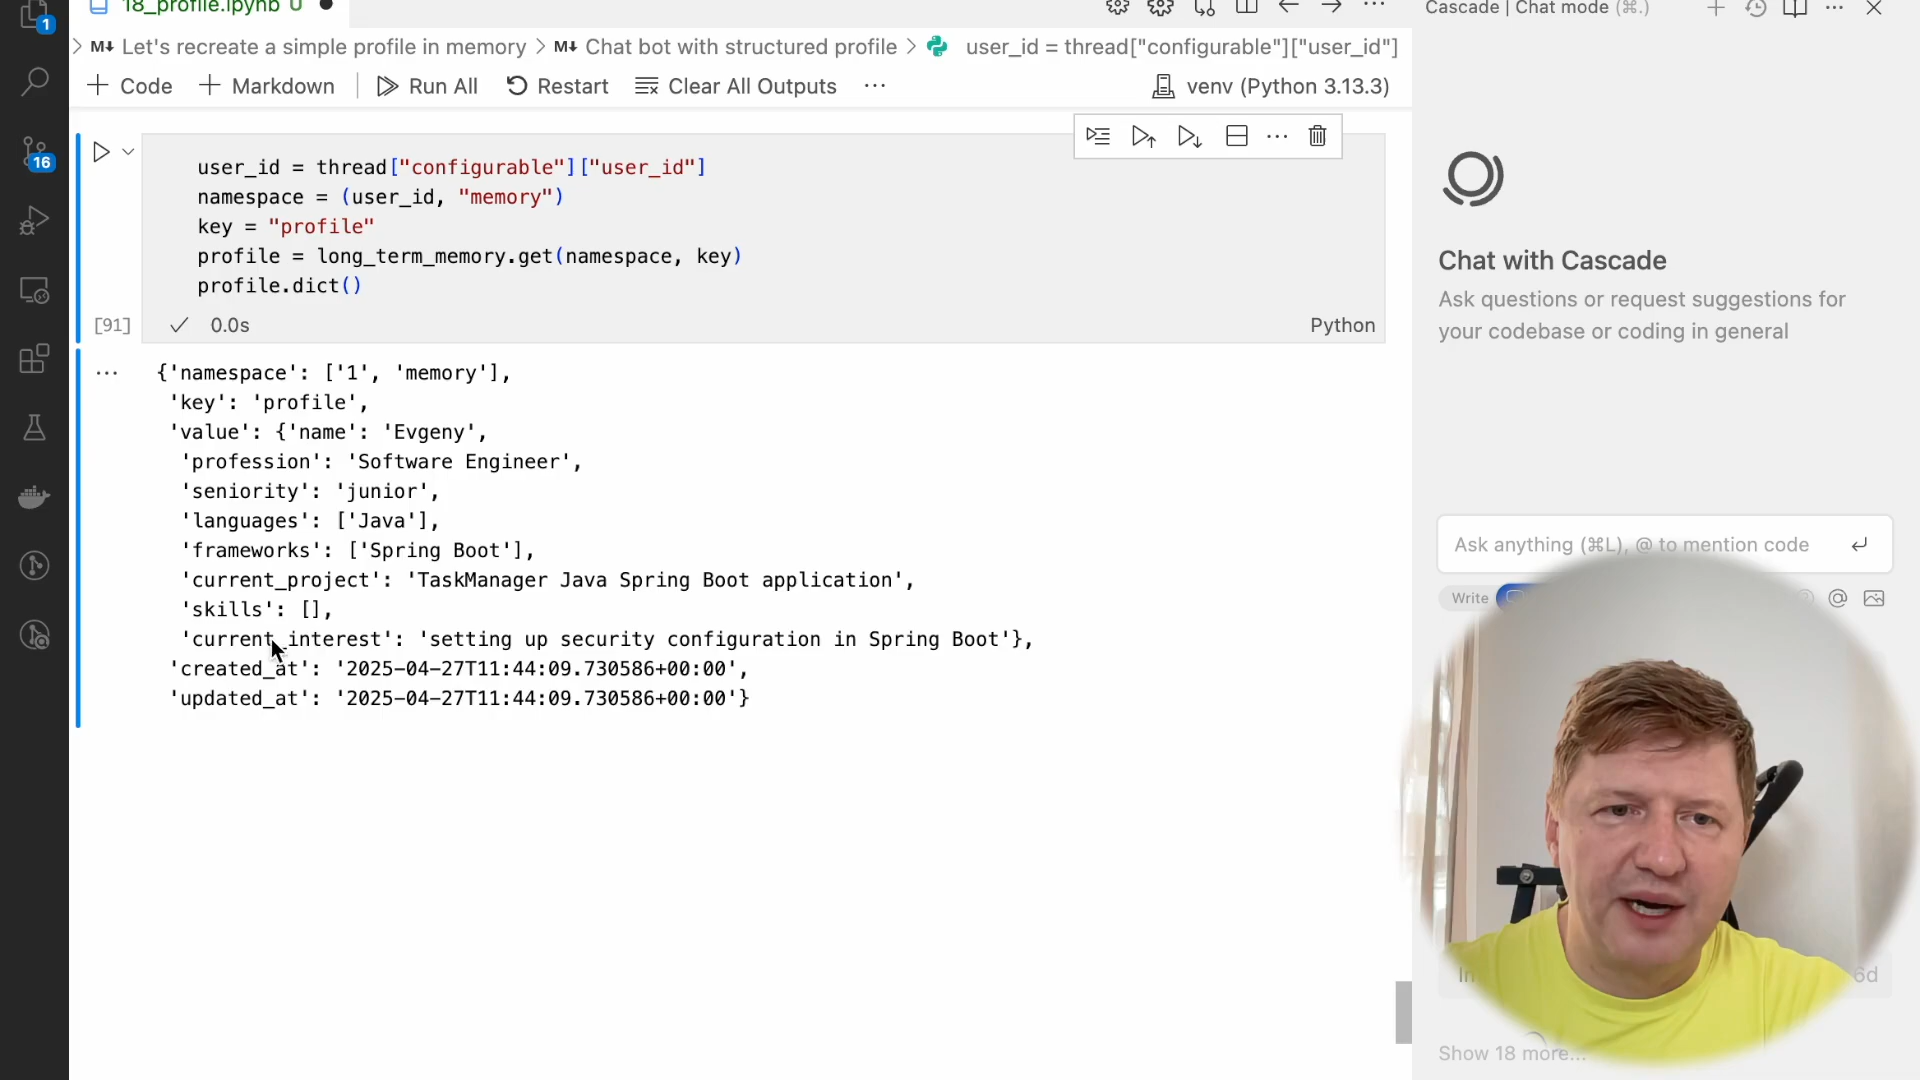 18_profile.ipynb U
Cascade | Chat mode (⌘.)
1
M↓ Let's recreate a simple profile in memory > M↓ Chat bot with structured profile > user_id = thread["configurable"]["user_id"]
+ Code + Markdown Run All Restart Clear All Outputs ... venv (Python 3.13.3)
16
user_id = thread["configurable"]["user_id"]
namespace = (user_id, "memory")
key = "profile"
profile = long_term_memory.get(namespace, key)
profile.dict()
[91] 0.0s Python
{'namespace': ['1', 'memory'],
'key': 'profile',
'value': {'name': 'Evgeny',
'profession': 'Software Engineer',
'seniority': 'junior',
'languages': ['Java'],
'frameworks': ['Spring Boot'],
'current_project': 'TaskManager Java Spring Boot application',
'skills': [],
'current_interest': 'setting up security configuration in Spring Boot'},
'created_at': '2025-04-27T11:44:09.730586+00:00',
'updated_at': '2025-04-27T11:44:09.730586+00:00'}
Chat with Cascade
Ask questions or request suggestions for
your codebase or coding in general
Ask anything (⌘L), @ to mention code
Write
6d
Show 18 more...